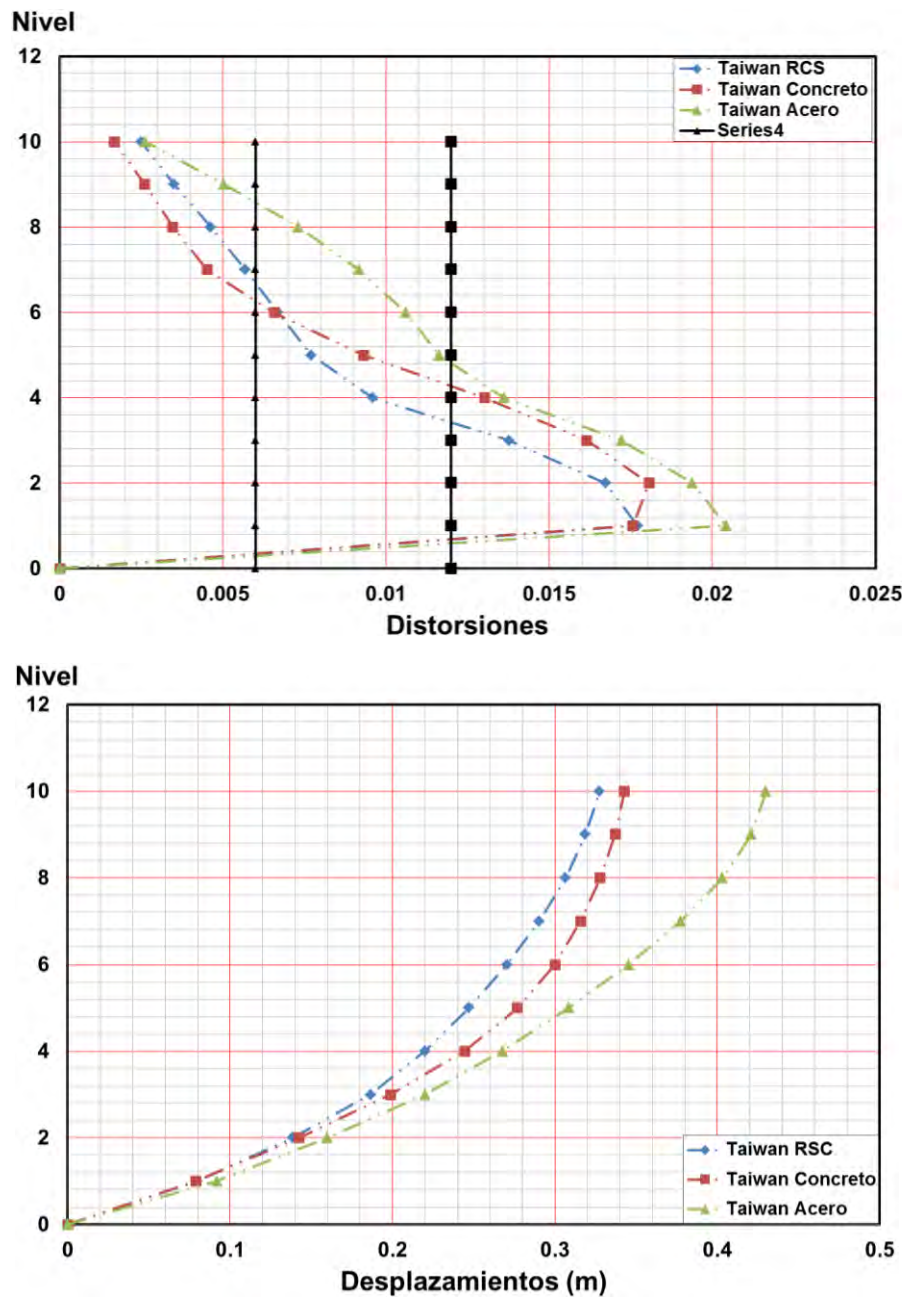 Nivel
12
10
8
6
4
2
0
Taiwan RCS
Taiwan Concreto
Taiwan Acero
Series4
0 0.005 0.01 0.015 0.02 0.025
Distorsiones
Nivel
12
10
8
6
4
2
0
Taiwan RSC
Taiwan Concreto
Taiwan Acero
0 0.1 0.2 0.3 0.4 0.5
Desplazamientos (m)